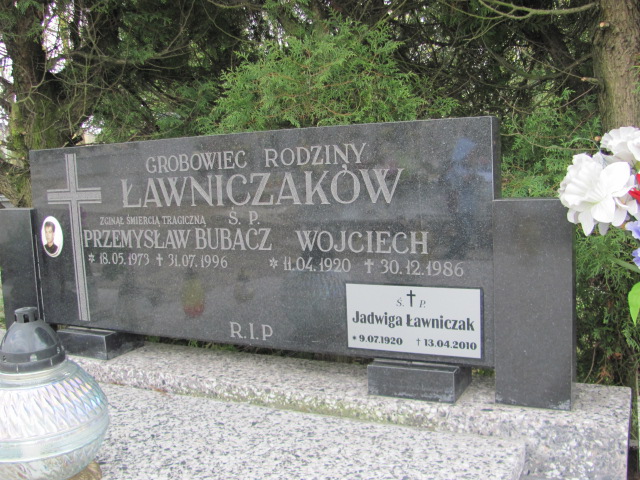 GROBOWIEC RODZINY
ŁAWNICZAKÓW
ZGINĄŁ ŚMIERCIĄ TRAGICZNĄ Ś. P.
PRZEMYSŁAW BUBACZ WOJCIECH
* 18.05.1973 † 31.07.1996 * 11.04.1920 † 30.12.1986
Ś. † P.
Jadwiga Ławniczak
* 9.07.1920 † 13.04.2010
R.I.P